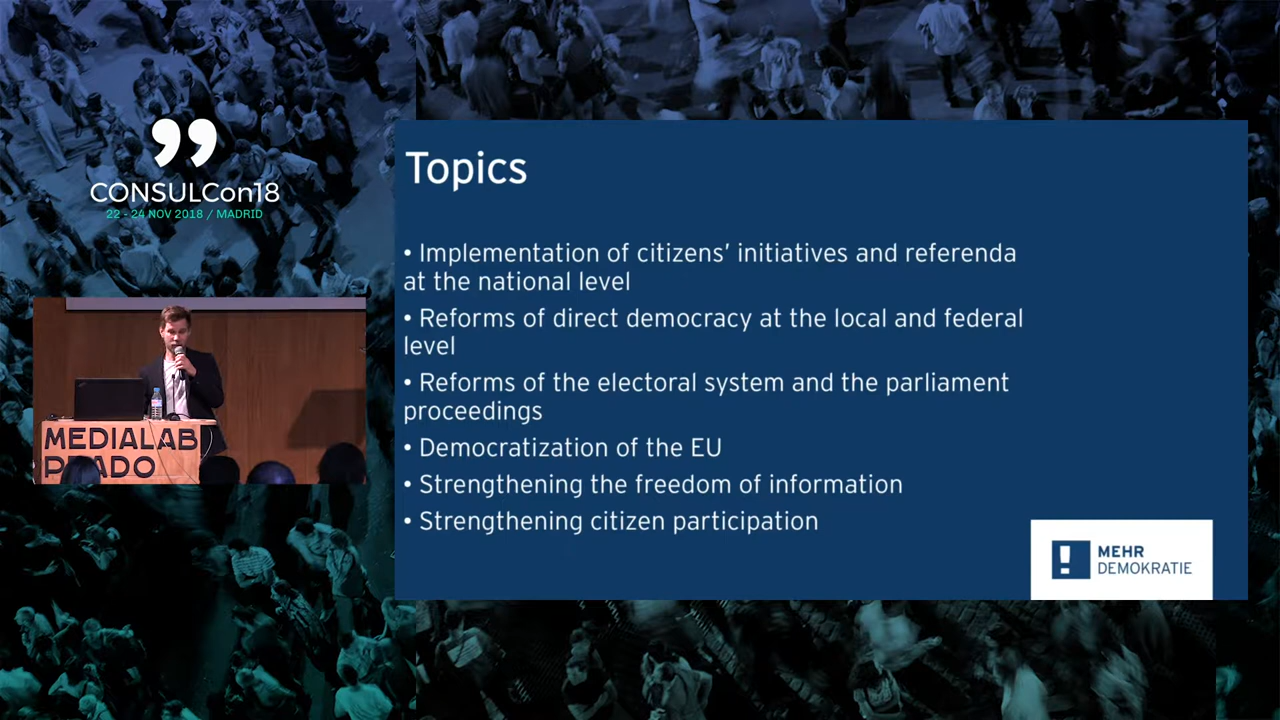 CONSULCon18
22 - 24 NOV 2018 / MADRID
MEDIALAB
PRADO
Topics
• Implementation of citizens’ initiatives and referenda
at the national level
• Reforms of direct democracy at the local and federal
level
• Reforms of the electoral system and the parliament
proceedings
• Democratization of the EU
• Strengthening the freedom of information
• Strengthening citizen participation
MEHR
DEMOKRATIE